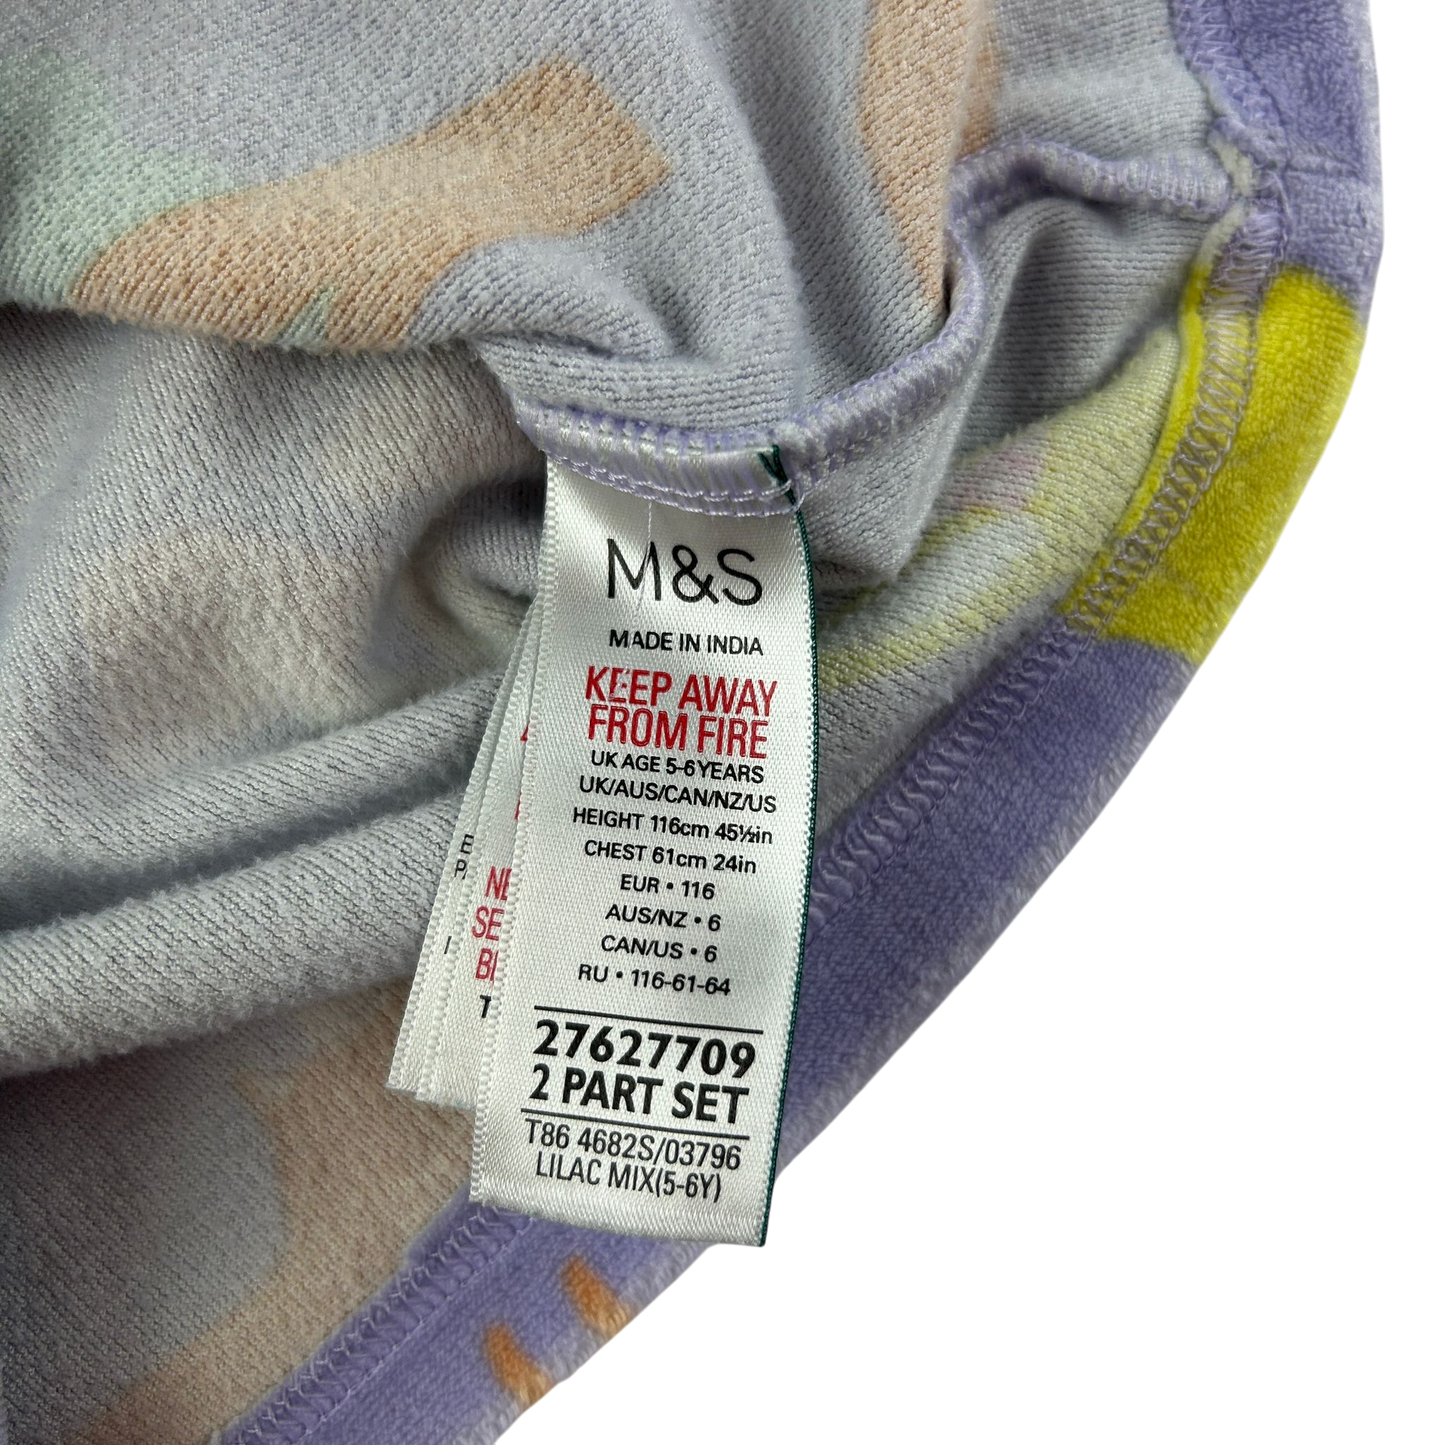 M&S
MADE IN INDIA
KEEP AWAY
FROM FIRE
UK AGE 5-6 YEARS
UK/AUS/CAN/NZ/US
HEIGHT 116cm 45½in
CHEST 61cm 24in
EUR • 116
AUS/NZ • 6
CAN/US • 6
RU • 116-61-64
27627709
2 PART SET
T86 4682S/03796
LILAC MIX(5-6Y)